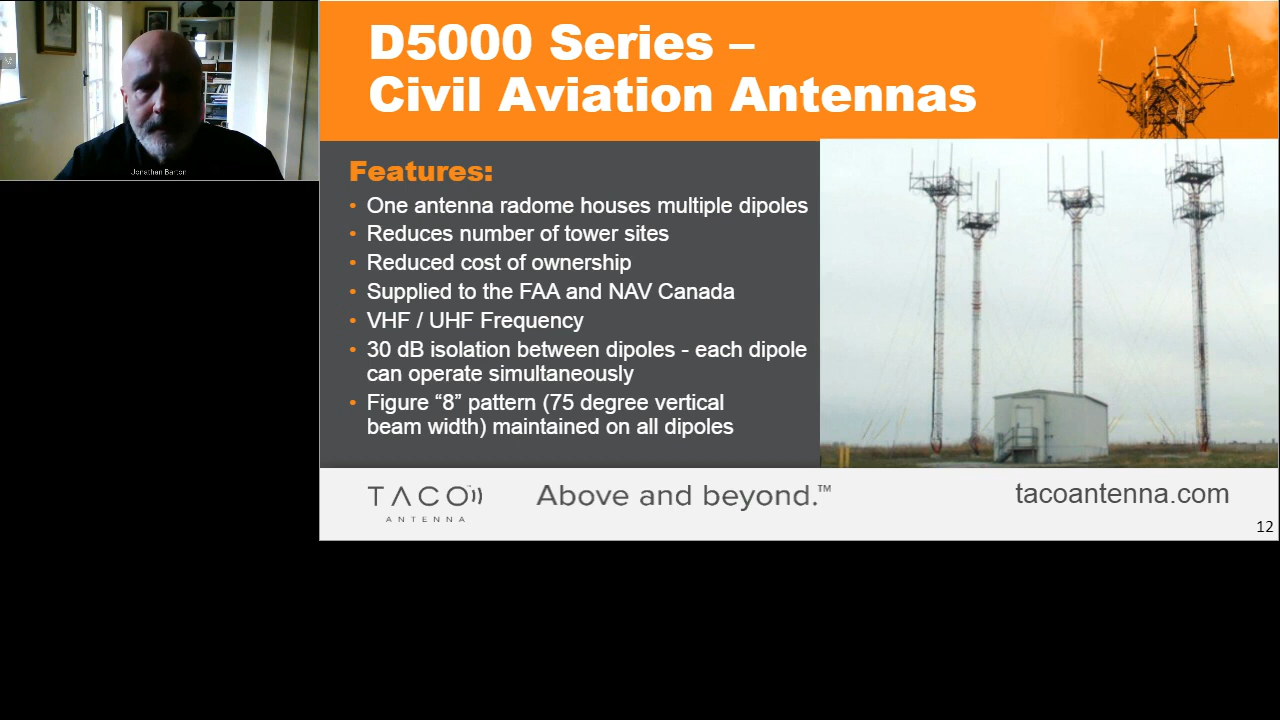 Jonathan Barton
D5000 Series –
Civil Aviation Antennas
Features:
• One antenna radome houses multiple dipoles
• Reduces number of tower sites
• Reduced cost of ownership
• Supplied to the FAA and NAV Canada
• VHF / UHF Frequency
• 30 dB isolation between dipoles - each dipole
can operate simultaneously
• Figure “8” pattern (75 degree vertical
beam width) maintained on all dipoles
TACO
ANTENNA
Above and beyond.™
tacoantenna.com
12